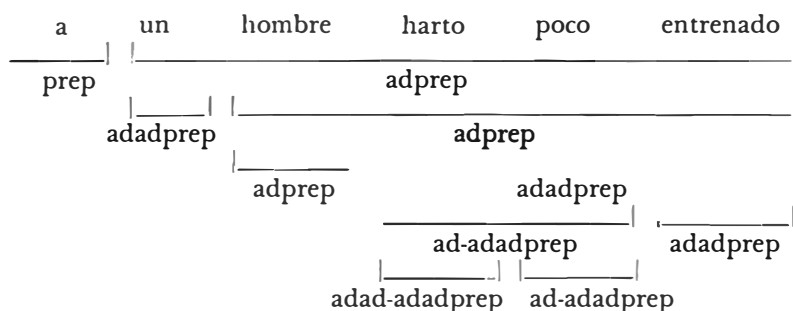 a un hombre harto poco entrenado
prep adprep
adadprep adprep
adprep adadprep
ad-adadprep adadprep
adad-adadprep ad-adadprep